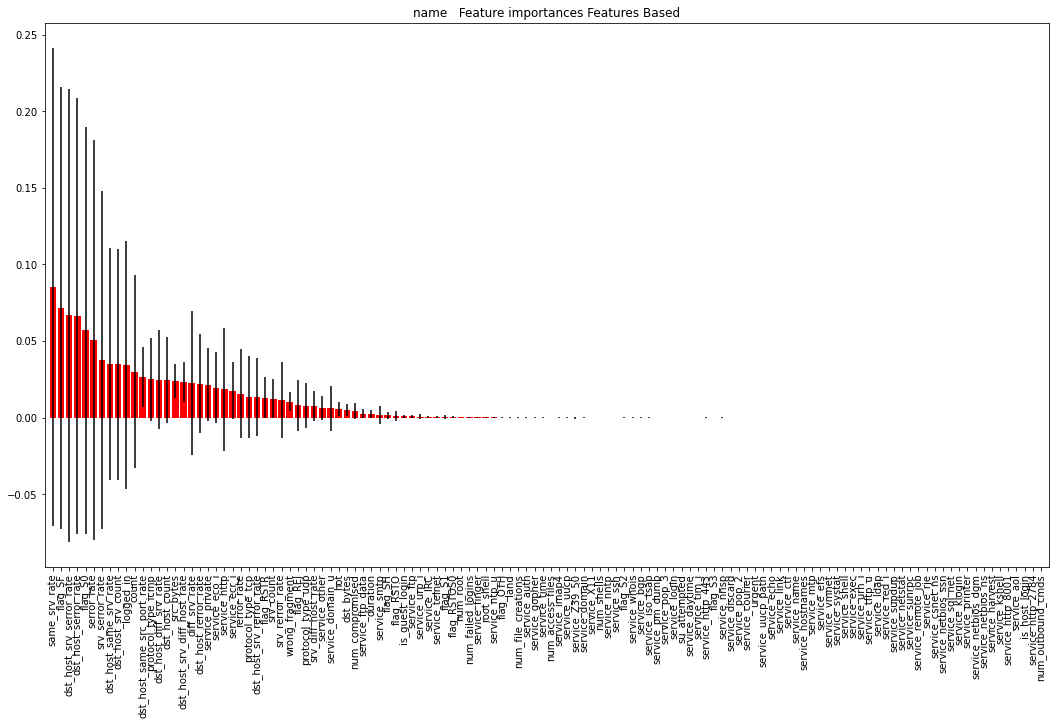 name   Feature importances Features Based
0.25
0.20
0.15
0.10
0.05
0.00
−0.05
same_srv_rate
flag_SF
dst_host_srv_serror_rate
dst_host_serror_rate
flag_S0
serror_rate
srv_serror_rate
dst_host_same_srv_rate
dst_host_srv_count
logged_in
count
dst_host_same_src_port_rate
protocol_type_icmp
dst_host_diff_srv_rate
dst_host_count
src_bytes
dst_host_srv_diff_host_rate
diff_srv_rate
dst_host_rerror_rate
service_private
service_eco_i
service_http
service_ecr_i
rerror_rate
protocol_type_tcp
dst_host_srv_rerror_rate
flag_RSTR
srv_count
srv_rerror_rate
wrong_fragment
flag_REJ
protocol_type_udp
srv_diff_host_rate
service_other
service_domain_u
hot
dst_bytes
num_compromised
service_ftp_data
duration
service_smtp
flag_SH
flag_RSTO
is_guest_login
service_ftp
service_urp_i
service_IRC
service_telnet
flag_S1
flag_RSTOS0
num_root
num_failed_logins
service_finger
root_shell
service_ntp_u
flag_OTH
land
num_file_creations
service_auth
service_gopher
service_time
num_access_files
service_imap4
service_uucp
service_Z39_50
service_domain
service_X11
num_shells
service_nntp
service_ssh
flag_S2
service_whois
service_bgp
service_iso_tsap
service_pm_dump
service_pop_3
service_login
su_attempted
service_daytime
service_tim_i
service_http_443
flag_S3
service_nnsp
service_discard
service_pop_2
service_courier
urgent
service_uucp_path
service_echo
service_link
service_ctf
service_name
service_hostnames
service_mtp
service_efs
service_vmnet
service_systat
service_shell
service_exec
service_urh_i
service_tftp_u
service_ldap
service_red_i
service_supdup
service_sunrpc
service_remote_job
service_netstat
service_rje
service_csnet_ns
service_netbios_ssn
service_sql_net
service_klogin
service_printer
service_netbios_dgm
service_netbios_ns
service_harvest
service_kshell
service_http_8001
service_aol
is_host_login
service_http_2784
num_outbound_cmds